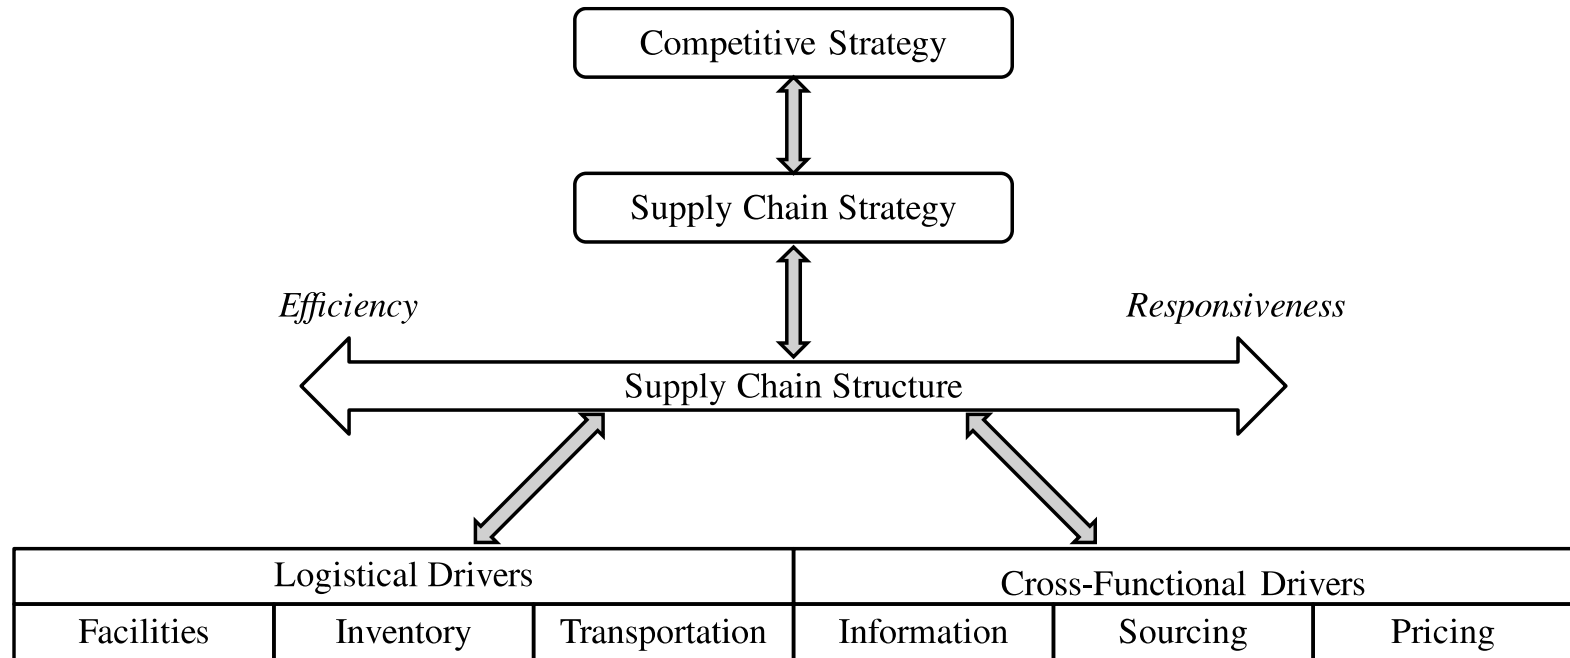 Competitive Strategy
Supply Chain Strategy
Efficiency
Responsiveness
Supply Chain Structure
Logistical Drivers
Cross-Functional Drivers
Facilities
Inventory
Transportation
Information
Sourcing
Pricing